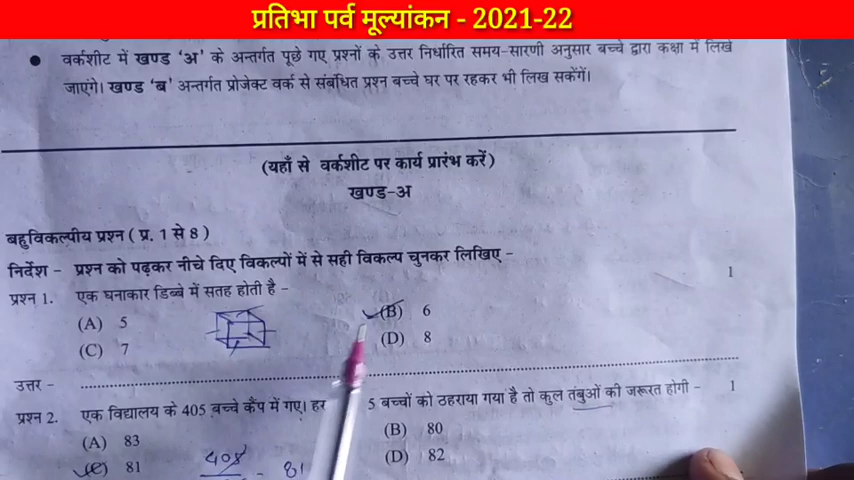 प्रतिभा पर्व मूल्यांकन - 2021-22
● वर्कशीट में खण्ड 'अ' के अन्तर्गत पूछे गए प्रश्नों के उत्तर निर्धारित समय-सारणी अनुसार बच्चे द्वारा कक्षा में लिखे
जाएंगे। खण्ड 'ब' अन्तर्गत प्रोजेक्ट वर्क से संबंधित प्रश्न बच्चे घर पर रहकर भी लिख सकेंगें।
(यहाँ से वर्कशीट पर कार्य प्रारंभ करें)
खण्ड-अ
बहुविकल्पीय प्रश्न ( प्र. 1 से 8 )
निर्देश - प्रश्न को पढ़कर नीचे दिए विकल्पों में से सही विकल्प चुनकर लिखिए -
प्रश्न 1. एक घनाकार डिब्बे में सतह होती है - 1
(A) 5 (B) 6
(C) 7 (D) 8
उत्तर -
प्रश्न 2. एक विद्यालय के 405 बच्चे कैंप में गए। हर 5 बच्चों को ठहराया गया है तो कुल तंबुओं की जरूरत होगी - 1
(A) 83 (B) 80
(C) 81 (D) 82
405 - 81